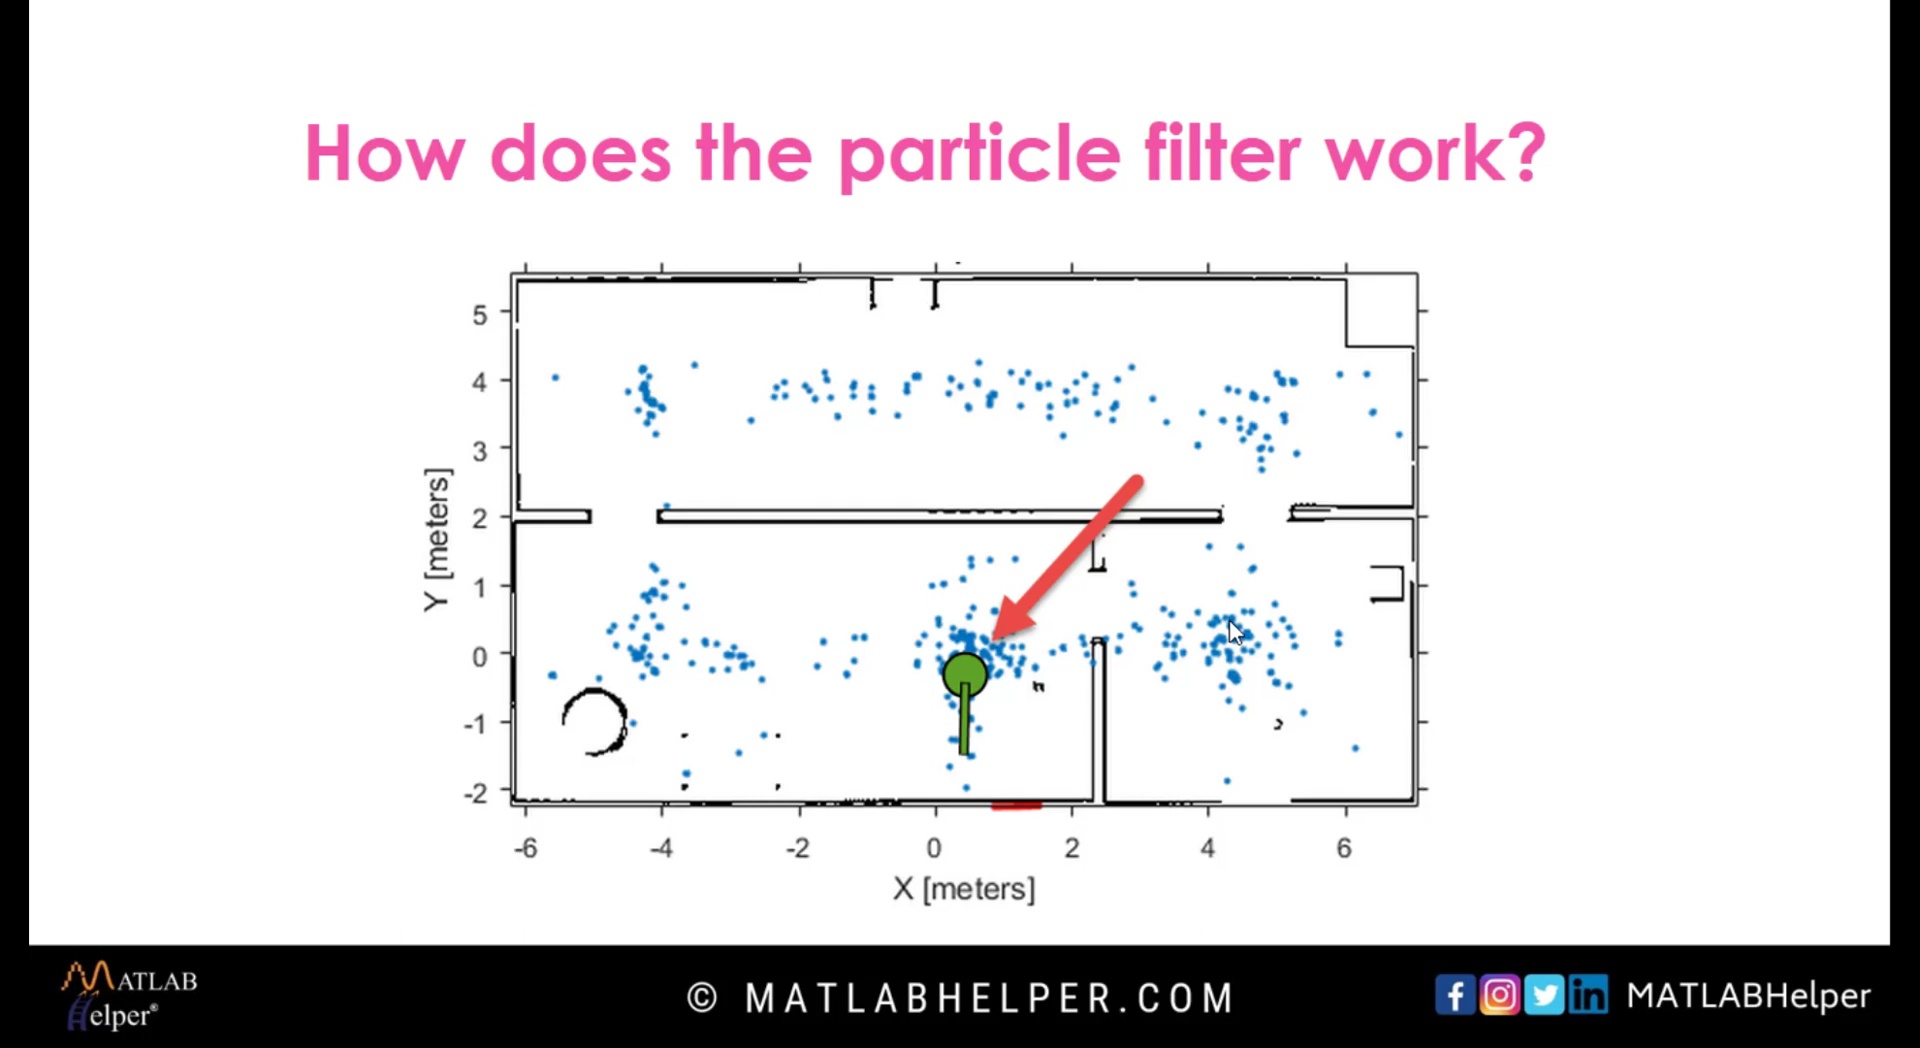 How does the particle filter work?
5
4
3
2
1
0
-1
-2
Y [meters]
-6 -4 -2 0 2 4 6
X [meters]
MATLAB
Helper®
© MATLABHELPER.COM
MATLABHelper